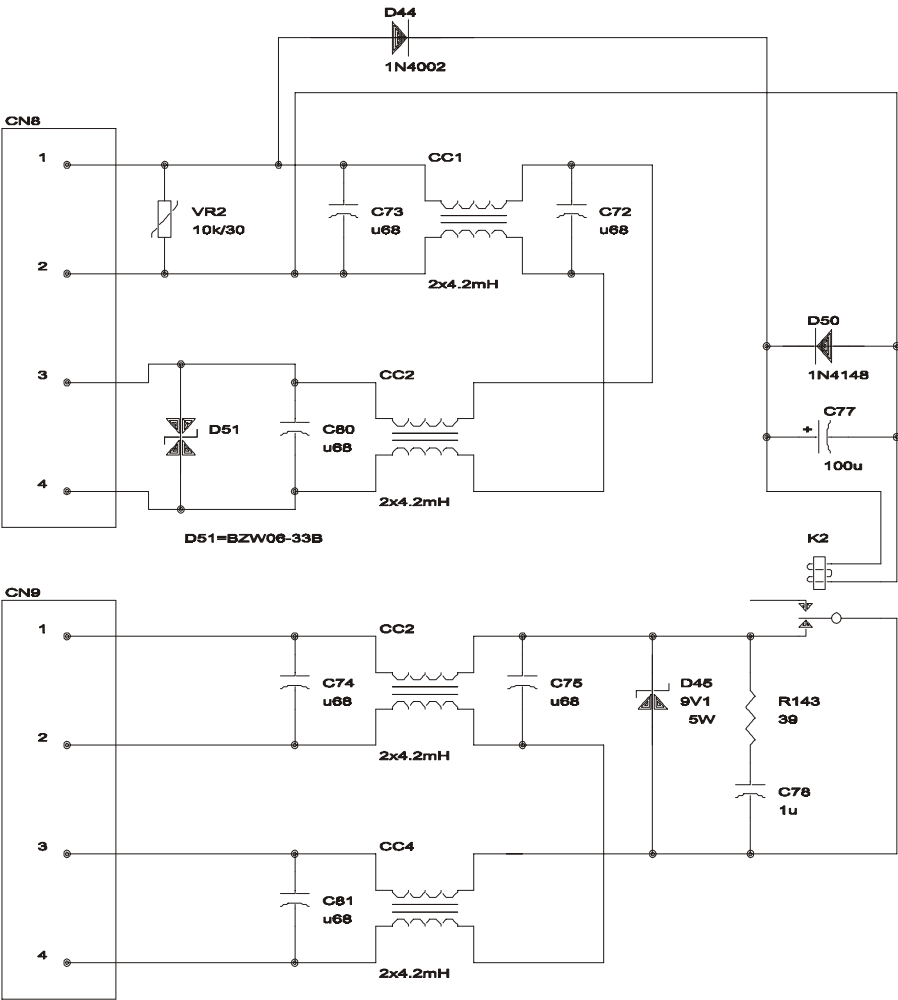 D44
1N4002
CN8
1
CC1
VR2
10k/30
C73
u68
C72
u68
2
2x4.2mH
D50
1N4148
3
CC2
C77
+
100u
D51
C80
u68
4
2x4.2mH
D51=BZW06-33B
K2
CN9
1
CC2
C74
u68
C75
u68
D45
9V1
5W
R143
39
2
2x4.2mH
C78
1u
3
CC4
C81
u68
4
2x4.2mH